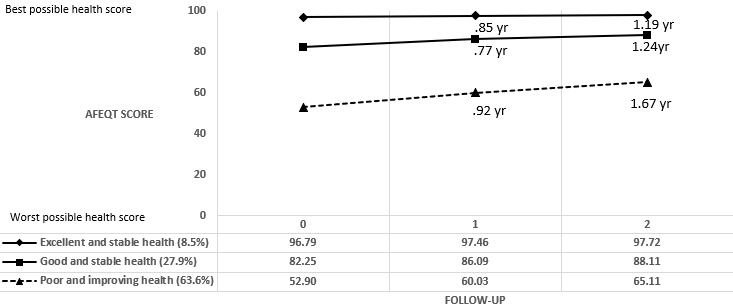 Best possible health score
100
80
60
40
20
0
AFEQT SCORE
Worst possible health score
.85 yr
1.19 yr
.77 yr
1.24yr
.92 yr
1.67 yr
0 1 2
Excellent and stable health (8.5%) 96.79 97.46 97.72
Good and stable health (27.9%) 82.25 86.09 88.11
Poor and improving health (63.6%) 52.90 60.03 65.11
FOLLOW-UP